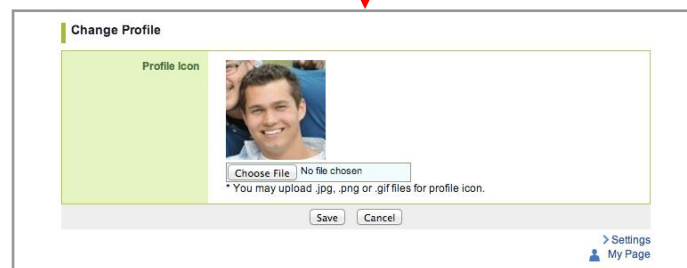 Change Profile
Profile Icon
Choose File No file chosen
* You may upload .jpg, .png or .gif files for profile icon.
Save Cancel
> Settings
My Page